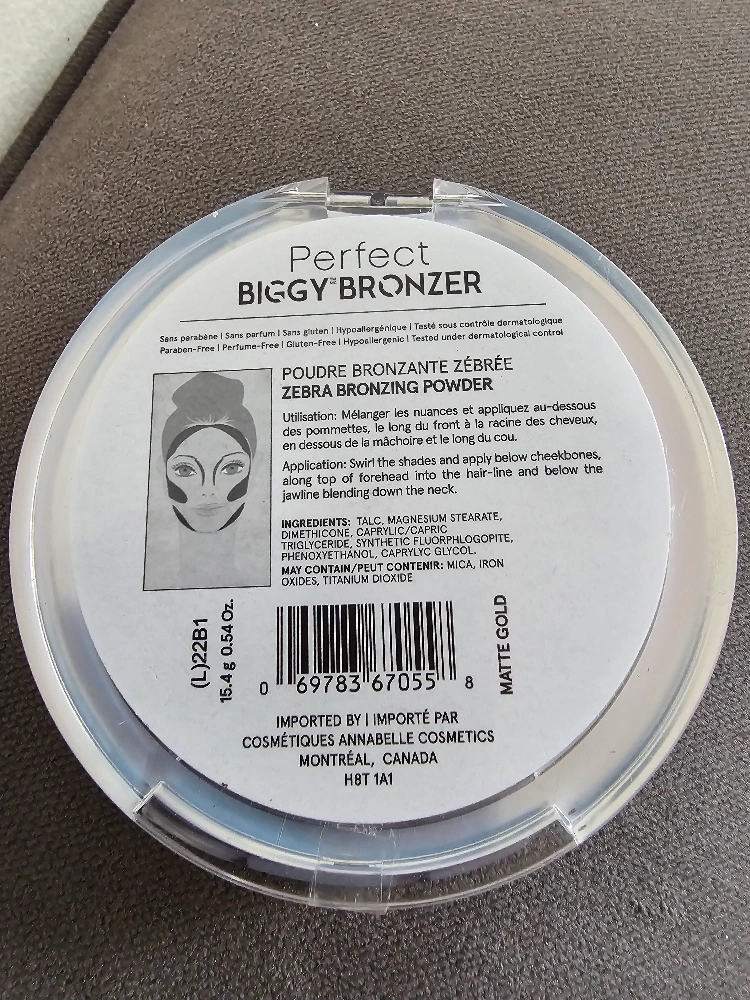 Perfect
BIGGY™BRONZER
Sans parabène | Sans parfum | Sans gluten | Hypoallergénique | Testé sous contrôle dermatologique
Paraben-Free | Perfume-Free | Gluten-Free | Hypoallergenic | Tested under dermatological control
POUDRE BRONZANTE ZÉBRÉE
ZEBRA BRONZING POWDER
Utilisation: Mélanger les nuances et appliquez au-dessous
des pommettes, le long du front à la racine des cheveux,
en dessous de la mâchoire et le long du cou.
Application: Swirl the shades and apply below cheekbones,
along top of forehead into the hair-line and below the
jawline blending down the neck.
INGREDIENTS: TALC, MAGNESIUM STEARATE,
DIMETHICONE, CAPRYLIC/CAPRIC
TRIGLYCERIDE, SYNTHETIC FLUORPHLOGOPITE,
PHENOXYETHANOL, CAPRYLYC GLYCOL.
MAY CONTAIN/PEUT CONTENIR: MICA, IRON
OXIDES, TITANIUM DIOXIDE
(L)22B1
15.4 g 0.54 Oz.
0 69783 67055 8
MATTE GOLD
IMPORTED BY | IMPORTÉ PAR
COSMÉTIQUES ANNABELLE COSMETICS
MONTRÉAL, CANADA
H8T 1A1